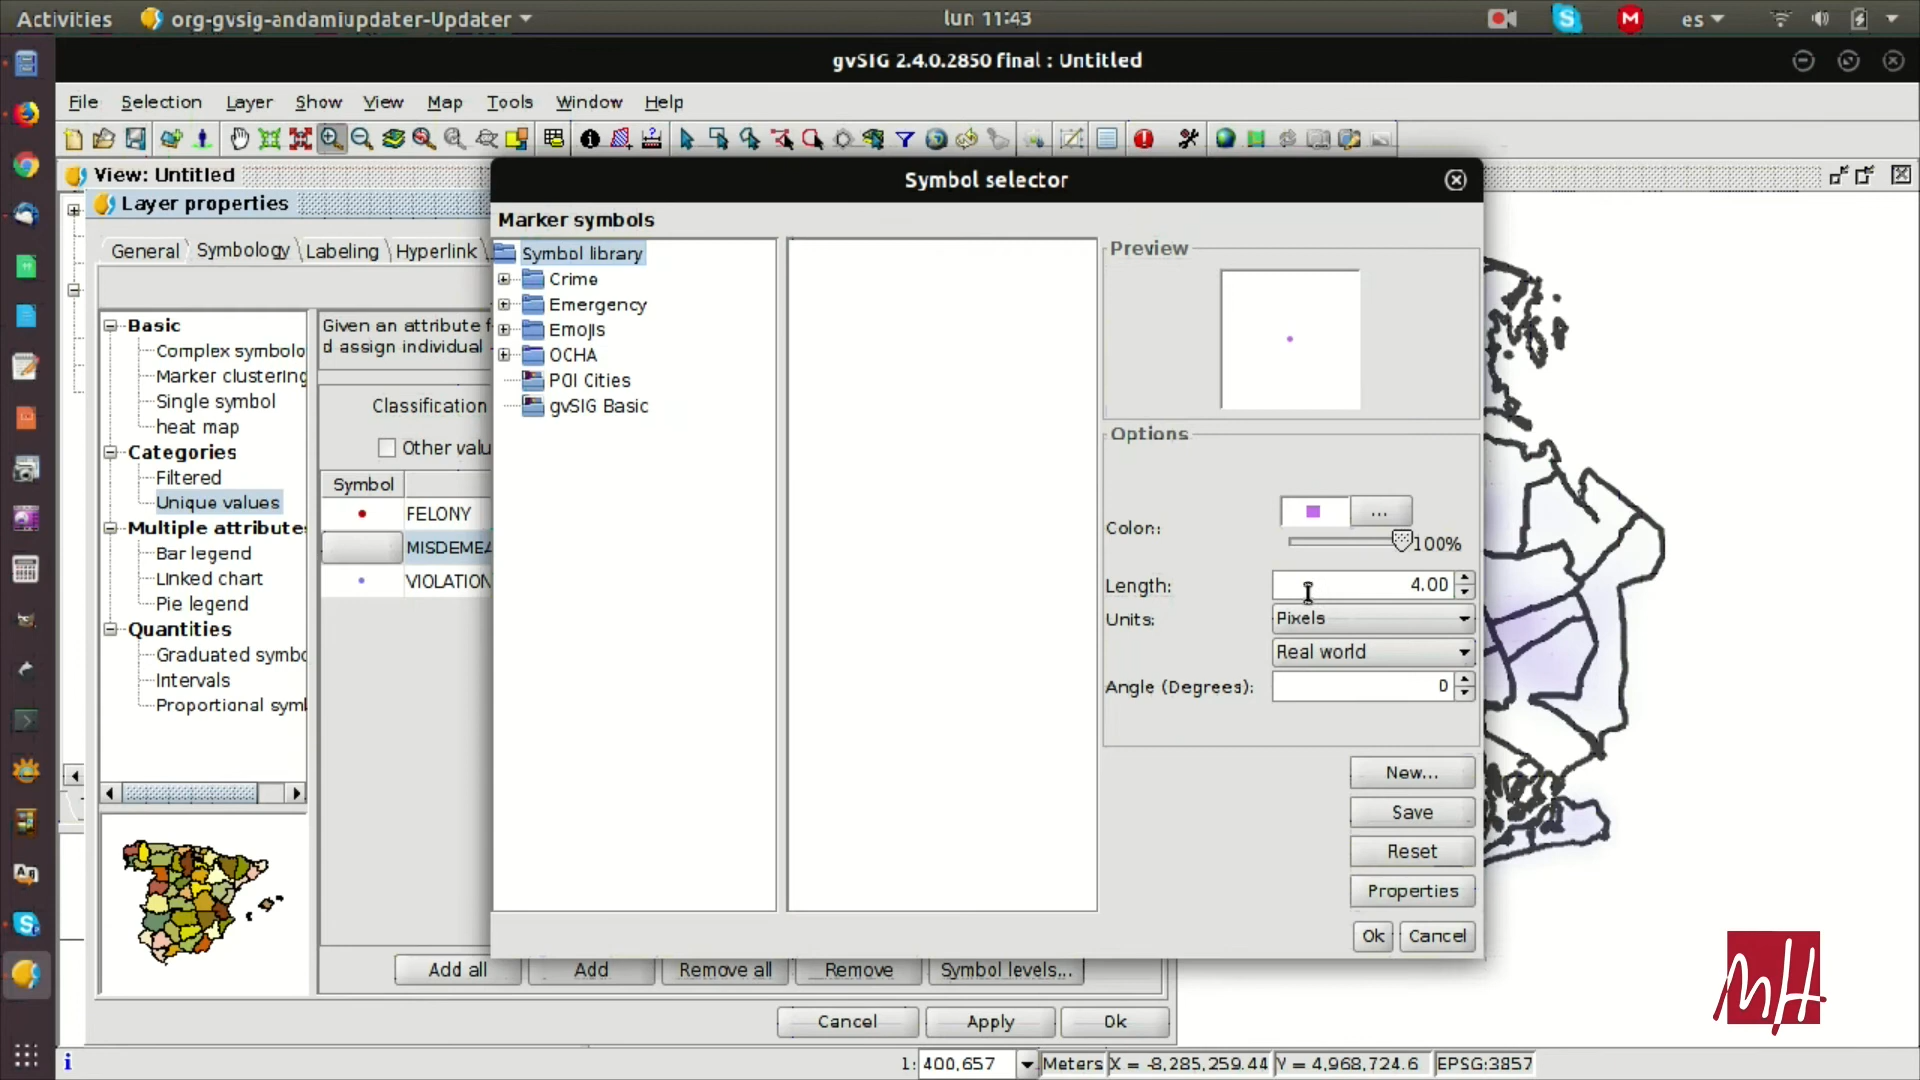 Activities org-gvsig-andamiupdater-Updater lun 11:43 es
gvSIG 2.4.0.2850 final : Untitled
File Selection Layer Show View Map Tools Window Help
View: Untitled
Layer properties
General Symbology Labeling Hyperlink
Basic
Complex symbolo
Marker clustering
Single symbol
heat map
Categories
Filtered
Unique values
Multiple attribute
Bar legend
Linked chart
Pie legend
Quantities
Graduated symbo
Intervals
Proportional sym
Given an attribute f
d assign individual
Classification
Other valu
Symbol
FELONY
MISDEMEA
VIOLATION
Add all Add Remove all Remove Symbol levels...
Cancel Apply Ok
Symbol selector
Marker symbols
Symbol library
Crime
Emergency
Emojis
OCHA
POI Cities
gvSIG Basic
Preview
Options
Color: ...
100%
Length: 4.00
Units: Pixels
Real world
Angle (Degrees): 0
New...
Save
Reset
Properties
Ok Cancel
MH
1: 400,657 Meters X = -8,285,259.44 Y = 4,968,724.6 EPSG:3857